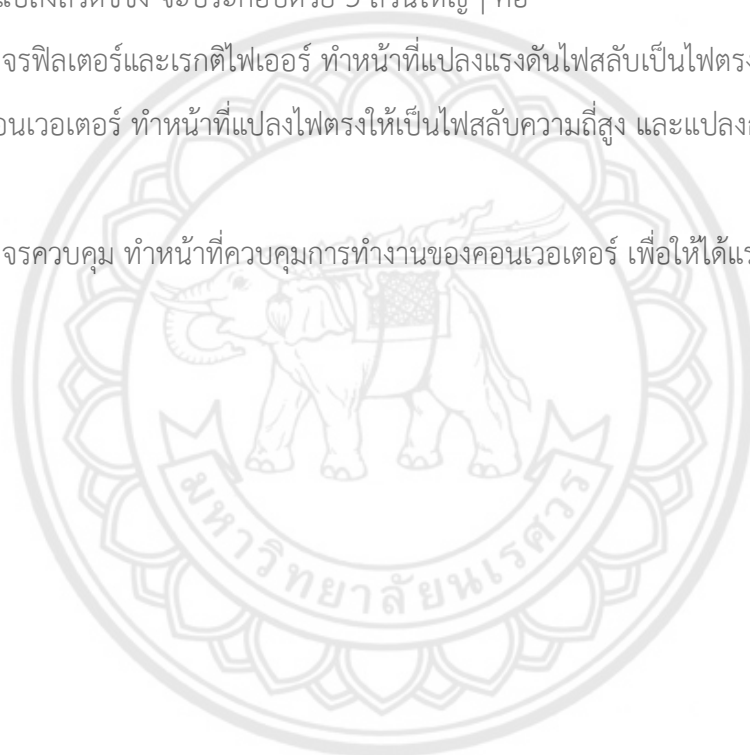 จะประกอบด้วย 3 ส่วนใหญ่ ๆ คือ
จรฟิลเตอร์และเรกติไฟเออร์ ทำหน้าที่แปลงแรงดันไฟสลับเป็นไฟตรง
อนเวอเตอร์ ทำหน้าที่แปลงไฟตรงให้เป็นไฟสลับความถี่สูง และแปลงก
จรควบคุม ทำหน้าที่ควบคุมการทำงานของคอนเวอเตอร์ เพื่อให้ได้แร
มหาวิทยาลัยนเรศวร